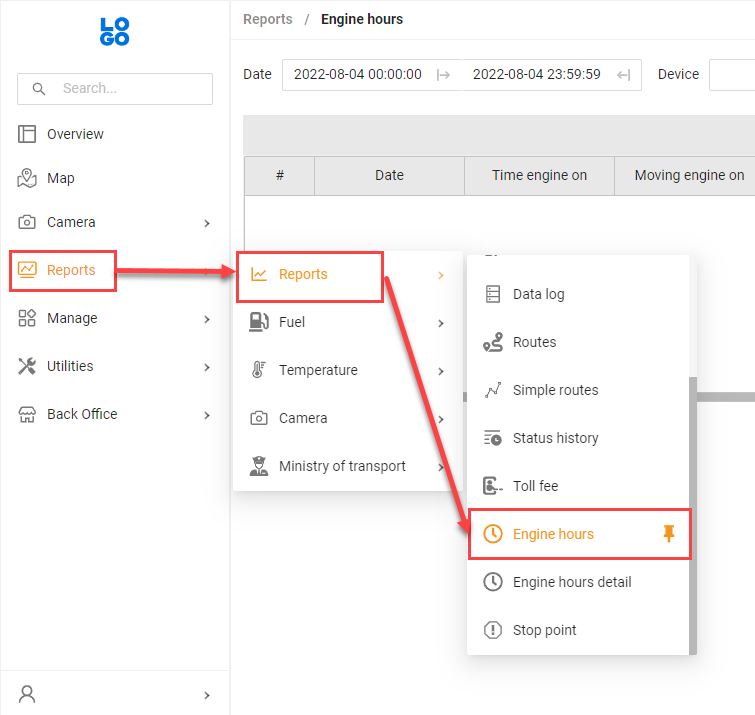 LO
GO
Search...
Overview
Map
Camera
Reports
Manage
Utilities
Back Office
Reports / Engine hours
Date 2022-08-04 00:00:00 2022-08-04 23:59:59 Device
# Date Time engine on Moving engine on
Reports
Fuel
Temperature
Camera
Ministry of transport
Data log
Routes
Simple routes
Status history
Toll fee
Engine hours
Engine hours detail
Stop point